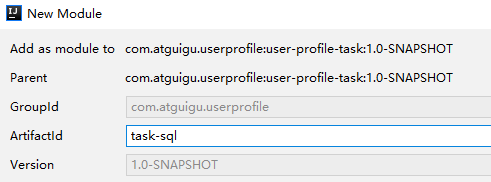 New Module
Add as module to com.atguigu.userprofile:user-profile-task:1.0-SNAPSHOT
Parent com.atguigu.userprofile:user-profile-task:1.0-SNAPSHOT
GroupId com.atguigu.userprofile
ArtifactId task-sql
Version 1.0-SNAPSHOT